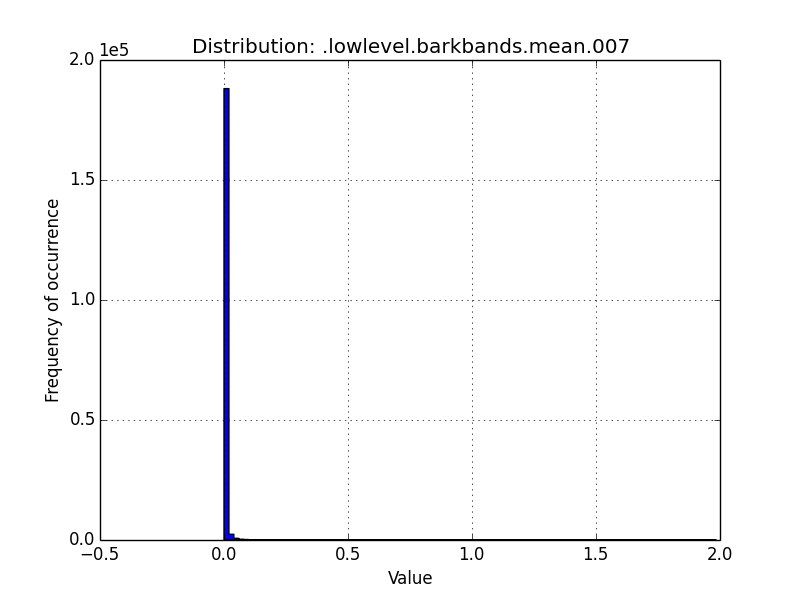 Distribution: .lowlevel.barkbands.mean.007
1e5
2.0
1.5
1.0
0.5
0.0
Frequency of occurrence
−0.5 0.0 0.5 1.0 1.5 2.0
Value